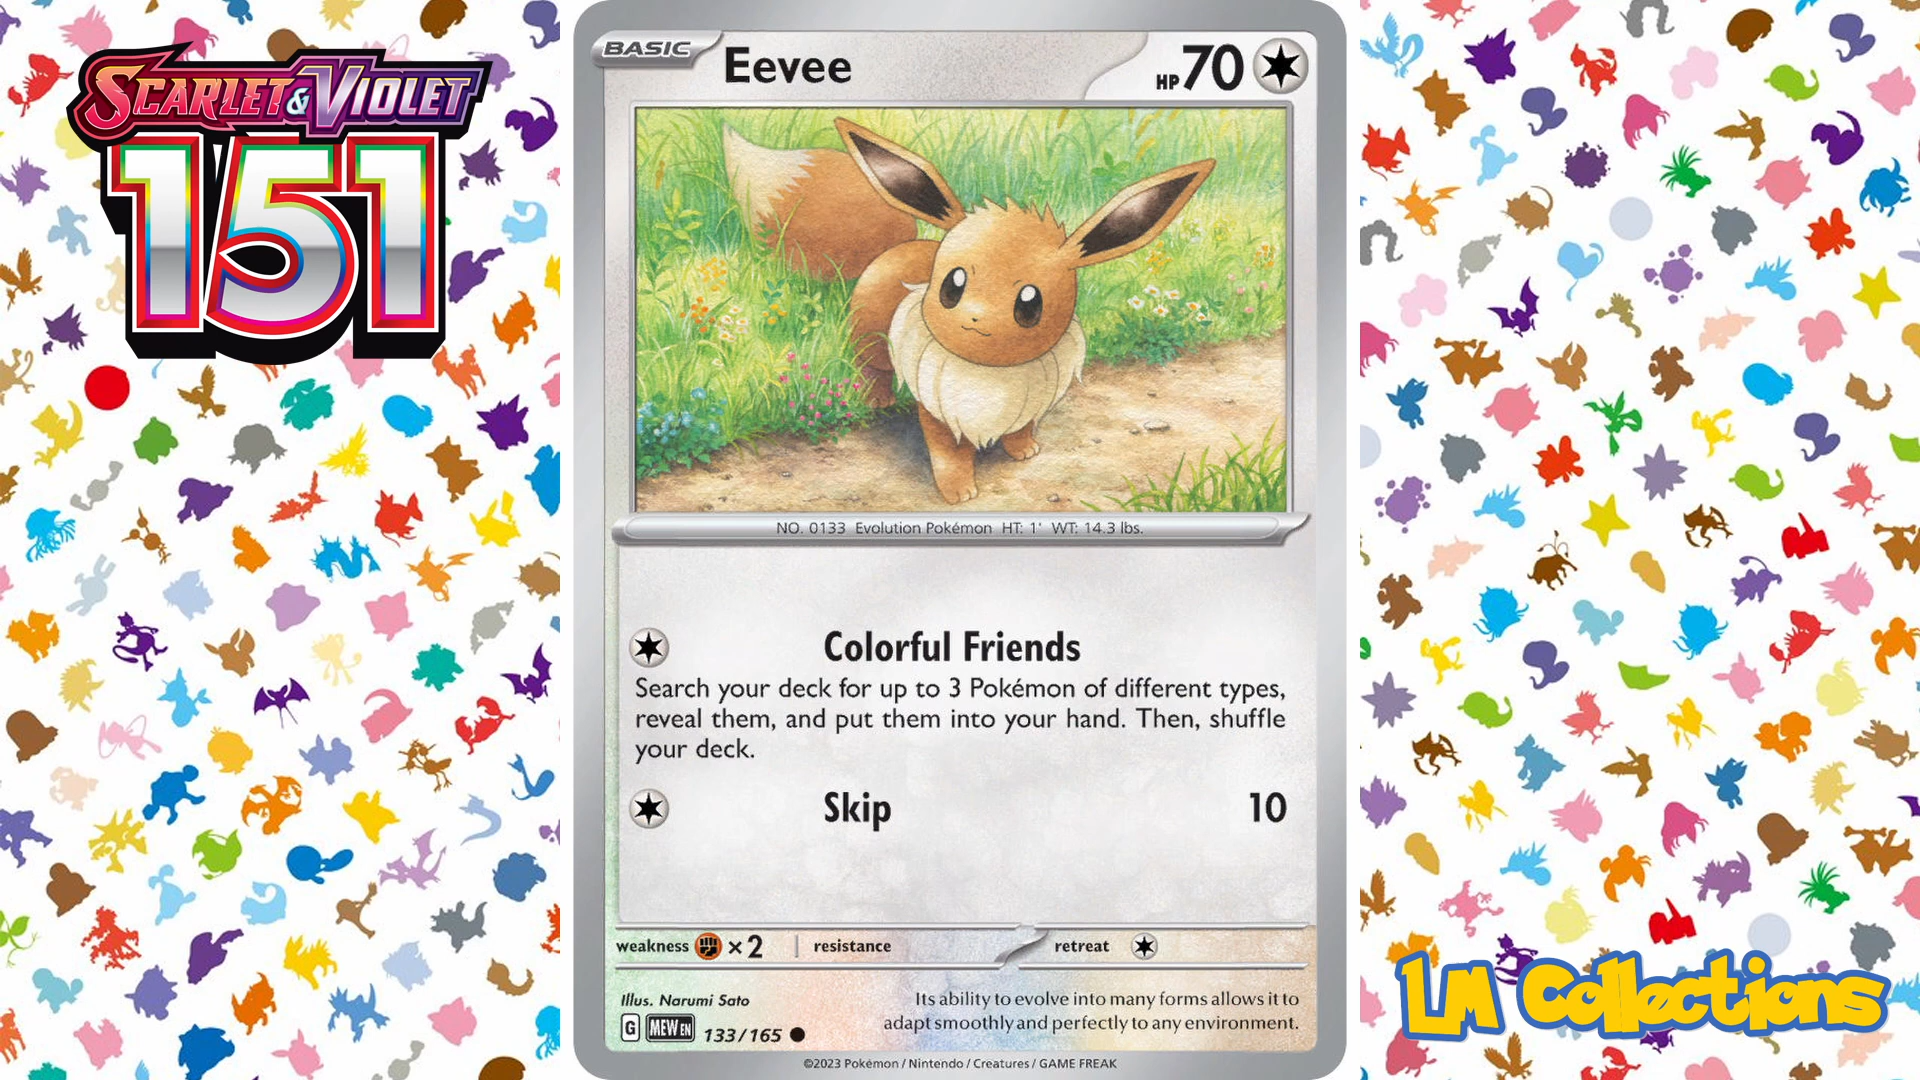 SCARLET & VIOLET
151
BASIC
Eevee
HP 70
NO. 0133 Evolution Pokémon HT: 1' WT: 14.3 lbs.
Colorful Friends
Search your deck for up to 3 Pokémon of different types,
reveal them, and put them into your hand. Then, shuffle
your deck.
Skip 10
weakness ×2 resistance retreat
Illus. Narumi Sato
G MEW EN 133/165
Its ability to evolve into many forms allows it to
adapt smoothly and perfectly to any environment.
©2023 Pokémon / Nintendo / Creatures / GAME FREAK
LM Collections